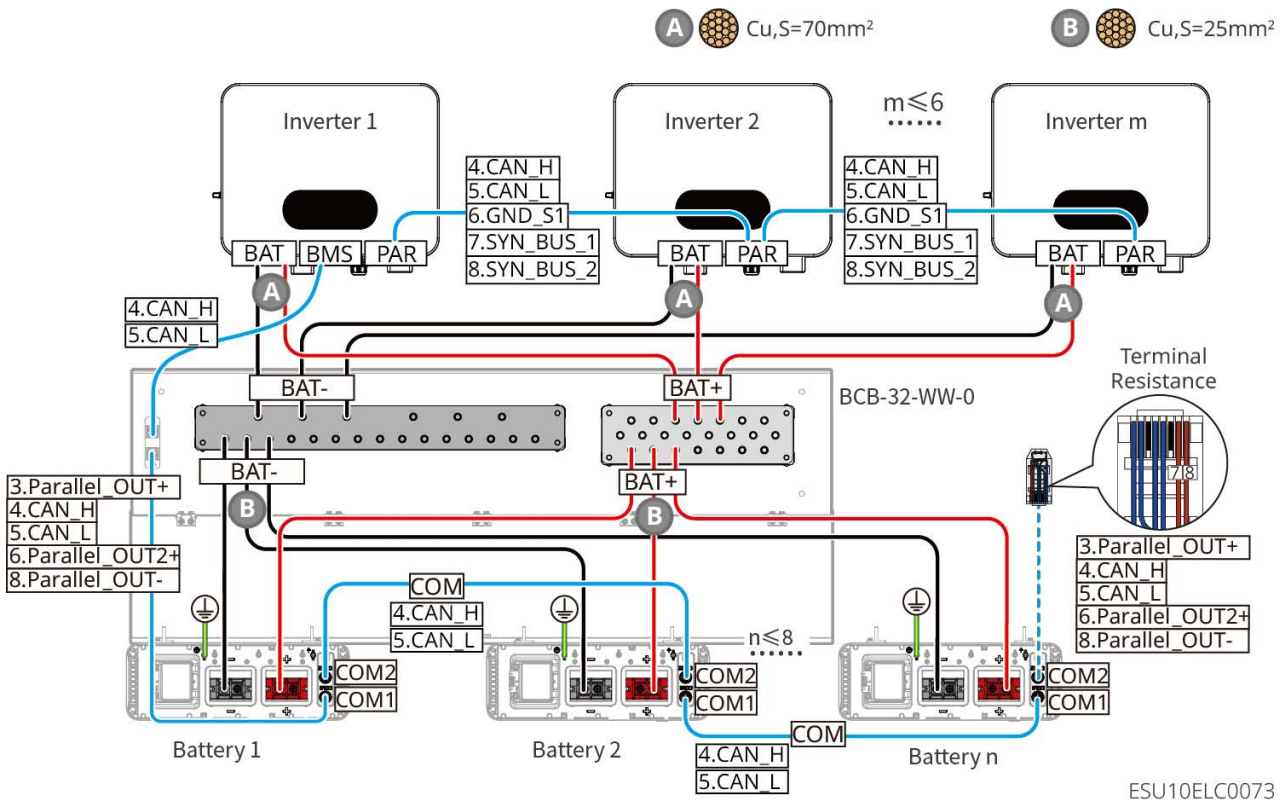 A Cu,S=70mm²
B Cu,S=25mm²
Inverter 1
Inverter 2
m≤6
Inverter m
4.CAN_H
5.CAN_L
6.GND_S1
7.SYN_BUS_1
8.SYN_BUS_2
4.CAN_H
5.CAN_L
6.GND_S1
7.SYN_BUS_1
8.SYN_BUS_2
BAT
BMS
PAR
BAT
PAR
BAT
PAR
A
A
A
4.CAN_H
5.CAN_L
BAT-
BAT+
BCB-32-WW-0
Terminal
Resistance
7 8
BAT-
BAT+
B
B
3.Parallel_OUT+
4.CAN_H
5.CAN_L
6.Parallel_OUT2+
8.Parallel_OUT-
3.Parallel_OUT+
4.CAN_H
5.CAN_L
6.Parallel_OUT2+
8.Parallel_OUT-
COM
4.CAN_H
5.CAN_L
n≤8
COM2
COM1
COM2
COM1
COM2
COM1
COM
4.CAN_H
5.CAN_L
Battery 1
Battery 2
Battery n
ESU10ELC0073